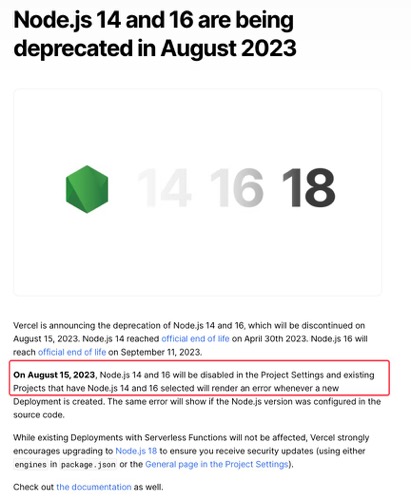 Node.js 14 and 16 are being
deprecated in August 2023
14 16 18
Vercel is announcing the deprecation of Node.js 14 and 16, which will be discontinued on
August 15, 2023. Node.js 14 reached official end of life on April 30th 2023. Node.js 16 will
reach official end of life on September 11, 2023.
On August 15, 2023, Node.js 14 and 16 will be disabled in the Project Settings and existing
Projects that have Node.js 14 and 16 selected will render an error whenever a new
Deployment is created. The same error will show if the Node.js version was configured in the
source code.
While existing Deployments with Serverless Functions will not be affected, Vercel strongly
encourages upgrading to Node.js 18 to ensure you receive security updates (using either
engines in package.json or the General page in the Project Settings).
Check out the documentation as well.